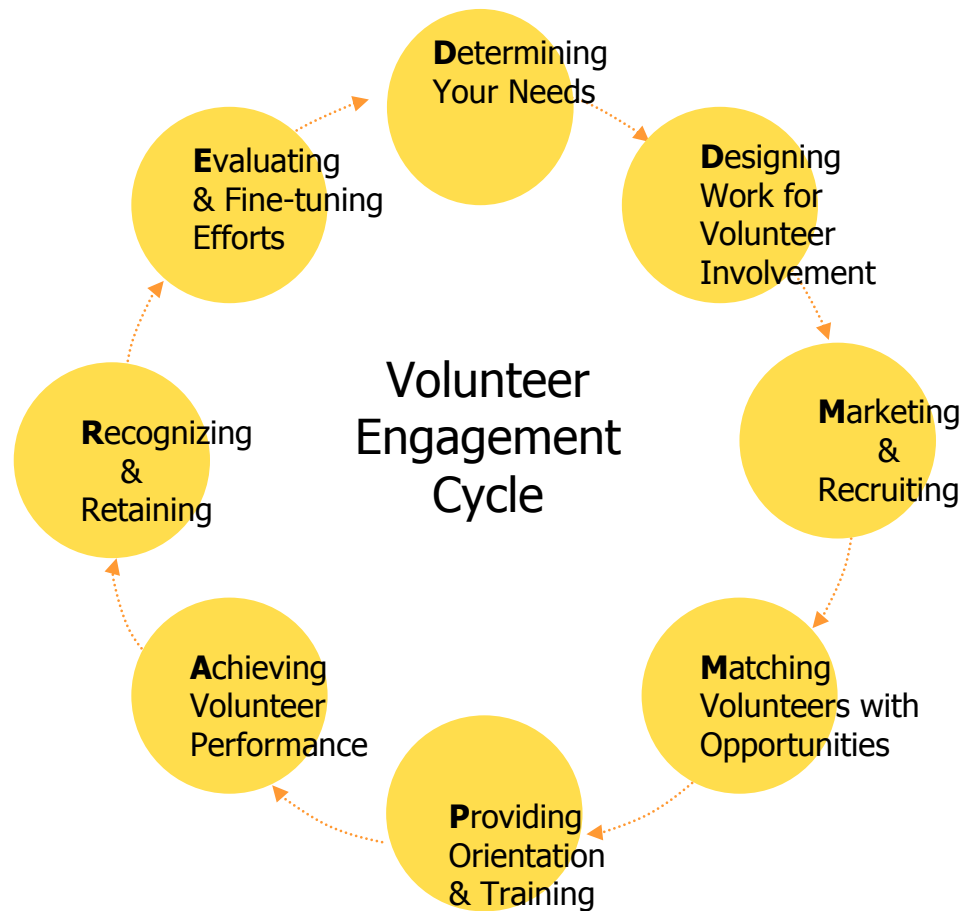 Determining
Your Needs
Designing
Work for
Volunteer
Involvement
Marketing
&
Recruiting
Matching
Volunteers with
Opportunities
Providing
Orientation
& Training
Achieving
Volunteer
Performance
Recognizing
&
Retaining
Evaluating
& Fine-tuning
Efforts
Volunteer
Engagement
Cycle